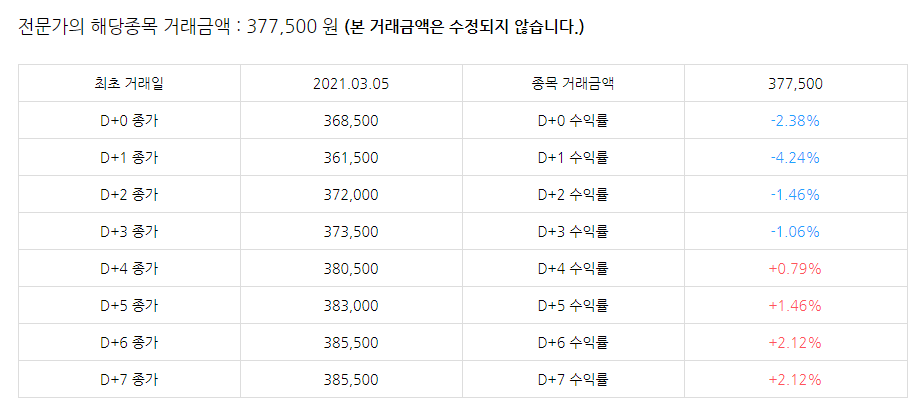 전문가의 해당종목 거래금액 : 377,500 원 (본 거래금액은 수정되지 않습니다.)
최초 거래일 2021.03.05 종목 거래금액 377,500
D+0 종가 368,500 D+0 수익률 -2.38%
D+1 종가 361,500 D+1 수익률 -4.24%
D+2 종가 372,000 D+2 수익률 -1.46%
D+3 종가 373,500 D+3 수익률 -1.06%
D+4 종가 380,500 D+4 수익률 +0.79%
D+5 종가 383,000 D+5 수익률 +1.46%
D+6 종가 385,500 D+6 수익률 +2.12%
D+7 종가 385,500 D+7 수익률 +2.12%